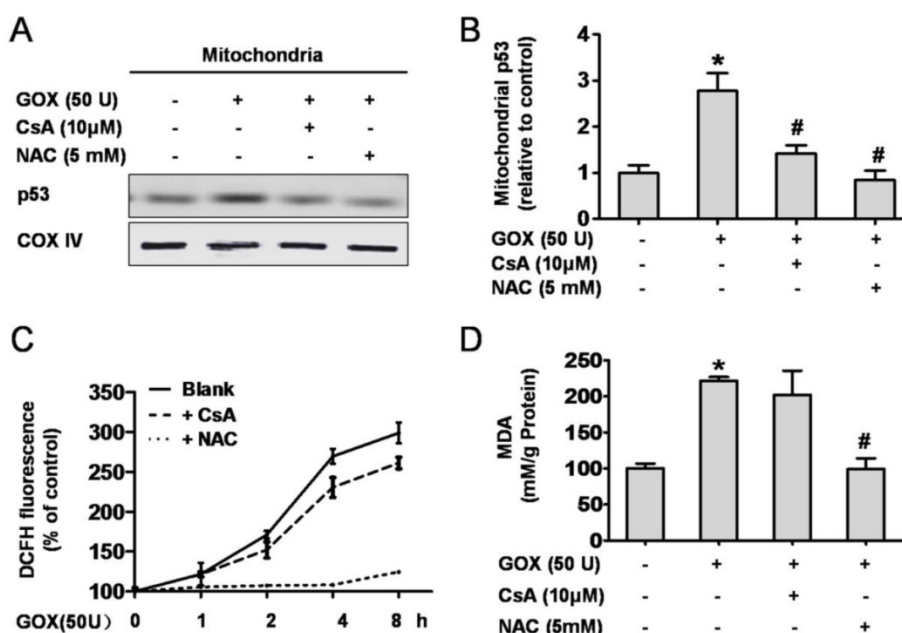 A
Mitochondria
GOX (50 U) - + + +
CsA (10μM) - - + -
NAC (5 mM) - - - +
p53
COX IV
B
Mitochondrial p53
(relative to control)
4
3
2
1
0
*
#
#
GOX (50 U) - + + +
CsA (10μM) - - + -
NAC (5 mM) - - - +
C
DCFH fluorescence
(% of control)
350
300
250
200
150
100
Blank
+ CsA
+ NAC
0 1 2 4 8 h
GOX(50U)
D
MDA
(mM/g Protein)
250
200
150
100
50
0
*
#
GOX (50 U) - + + +
CsA (10μM) - - + -
NAC (5mM) - - - +